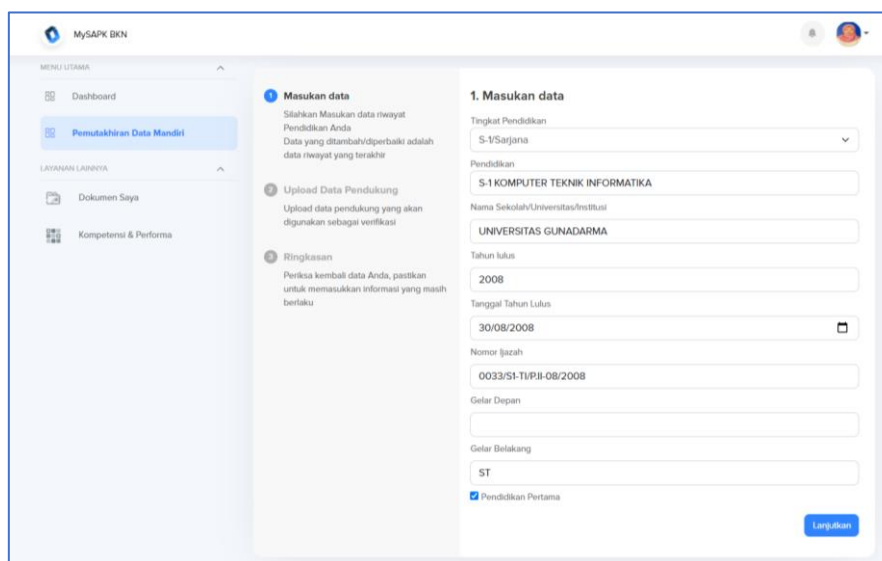 MySAPK BKN
MENU UTAMA
Dashboard
Pemutakhiran Data Mandiri
LAYANAN LAINNYA
Dokumen Saya
Kompetensi & Performa
1 Masukan data
Silahkan Masukan data riwayat
Pendidikan Anda
Data yang ditambah/diperbaiki adalah
data riwayat yang terakhir
2 Upload Data Pendukung
Upload data pendukung yang akan
digunakan sebagai verifikasi
3 Ringkasan
Periksa kembali data Anda, pastikan
untuk memasukkan informasi yang masih
berlaku
1. Masukan data
Tingkat Pendidikan
S-1/Sarjana
Pendidikan
S-1 KOMPUTER TEKNIK INFORMATIKA
Nama Sekolah/Universitas/Institusi
UNIVERSITAS GUNADARMA
Tahun lulus
2008
Tanggal Tahun Lulus
30/08/2008
Nomor Ijazah
0033/S1-TI/P.II-08/2008
Gelar Depan
Gelar Belakang
ST
Pendidikan Pertama
Lanjutkan